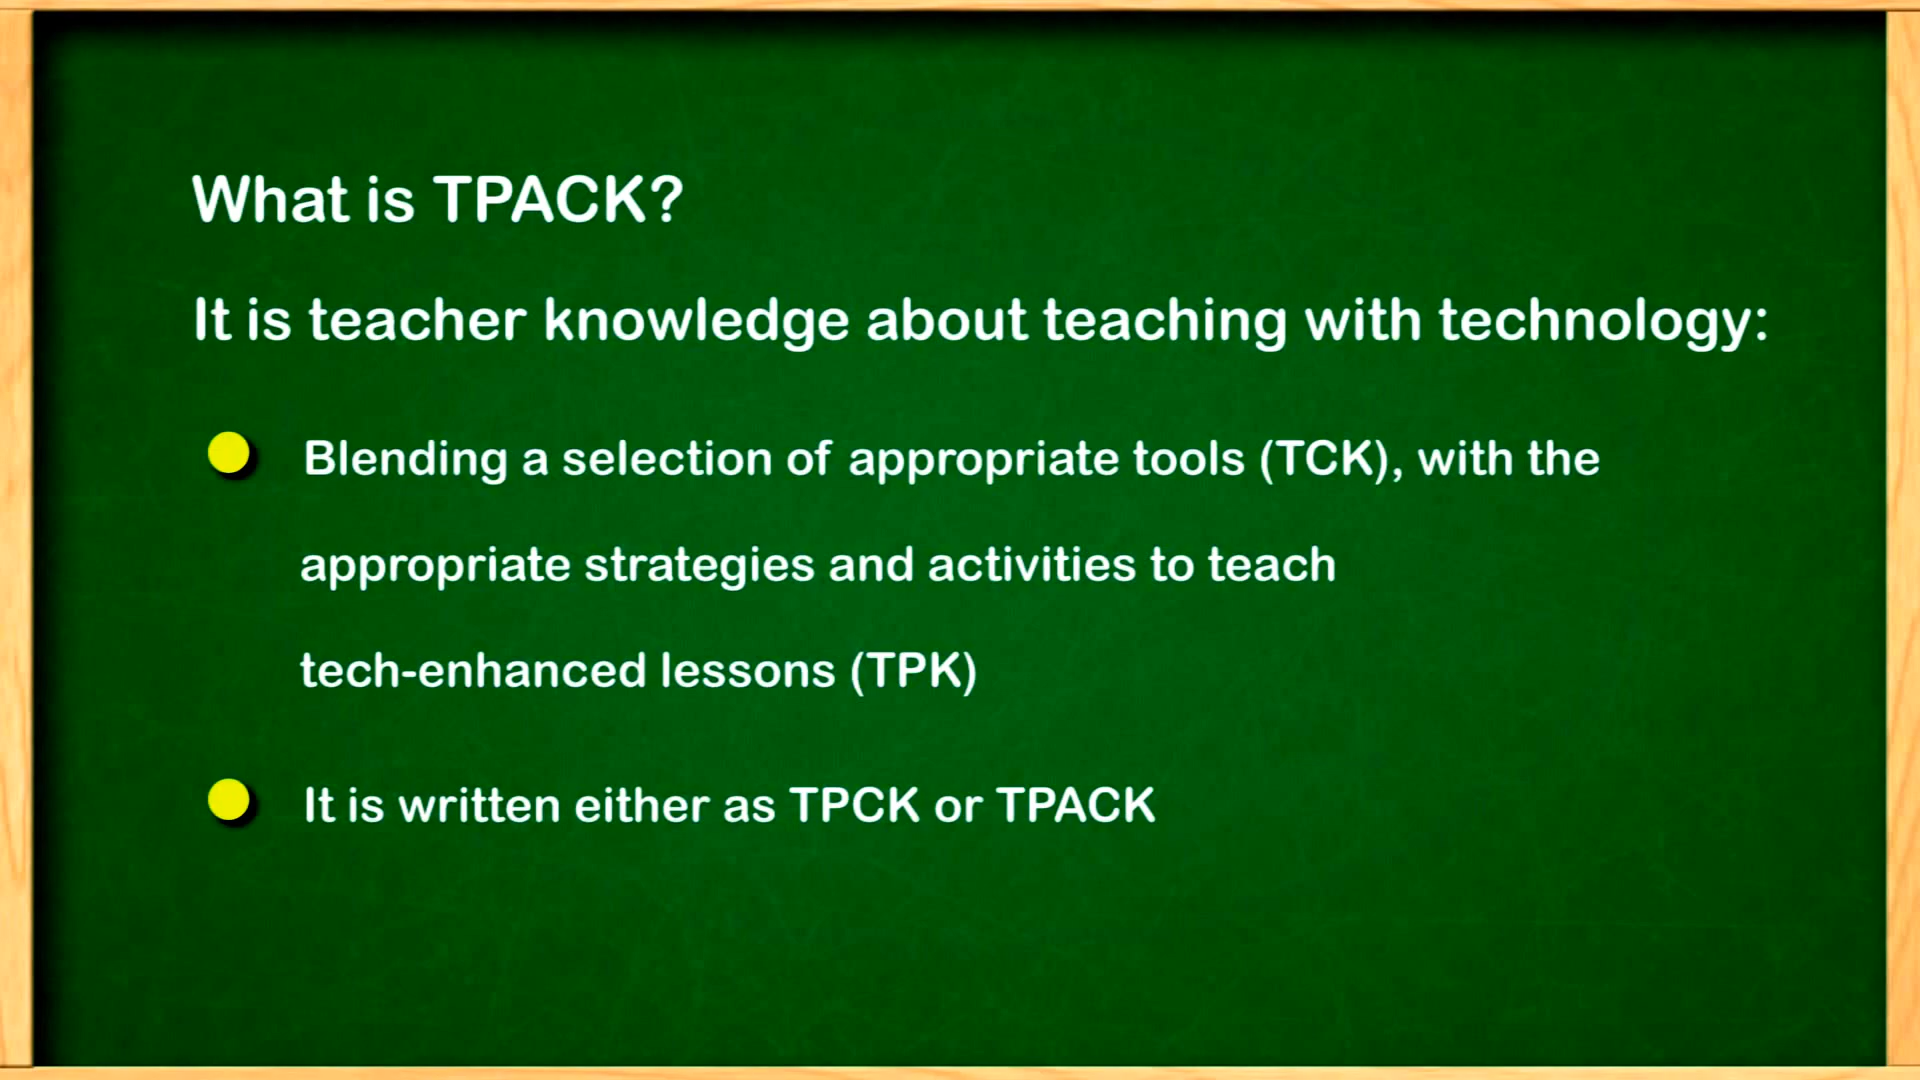 What is TPACK?
It is teacher knowledge about teaching with technology:
Blending a selection of appropriate tools (TCK), with the
appropriate strategies and activities to teach
tech-enhanced lessons (TPK)
It is written either as TPCK or TPACK